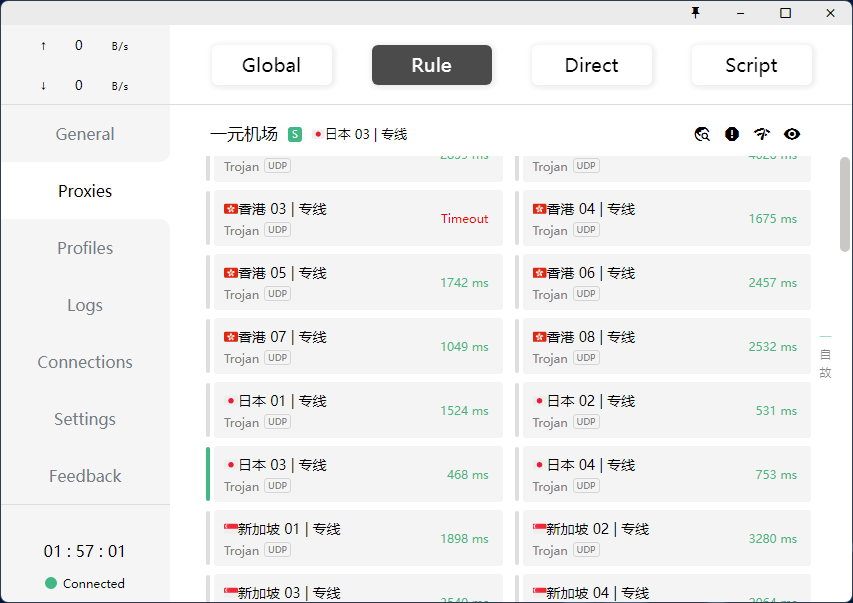 ↑ 0 B/s
↓ 0 B/s
General
Proxies
Profiles
Logs
Connections
Settings
Feedback
01 : 57 : 01
Connected
Global
Rule
Direct
Script
一元机场 S 日本 03 | 专线
Trojan UDP
Trojan UDP
香港 03 | 专线
Trojan UDP
Timeout
香港 04 | 专线
Trojan UDP
1675 ms
香港 05 | 专线
Trojan UDP
1742 ms
香港 06 | 专线
Trojan UDP
2457 ms
香港 07 | 专线
Trojan UDP
1049 ms
香港 08 | 专线
Trojan UDP
2532 ms
日本 01 | 专线
Trojan UDP
1524 ms
日本 02 | 专线
Trojan UDP
531 ms
日本 03 | 专线
Trojan UDP
468 ms
日本 04 | 专线
Trojan UDP
753 ms
新加坡 01 | 专线
Trojan UDP
1898 ms
新加坡 02 | 专线
Trojan UDP
3280 ms
新加坡 03 | 专线
新加坡 04 | 专线
一
自
故